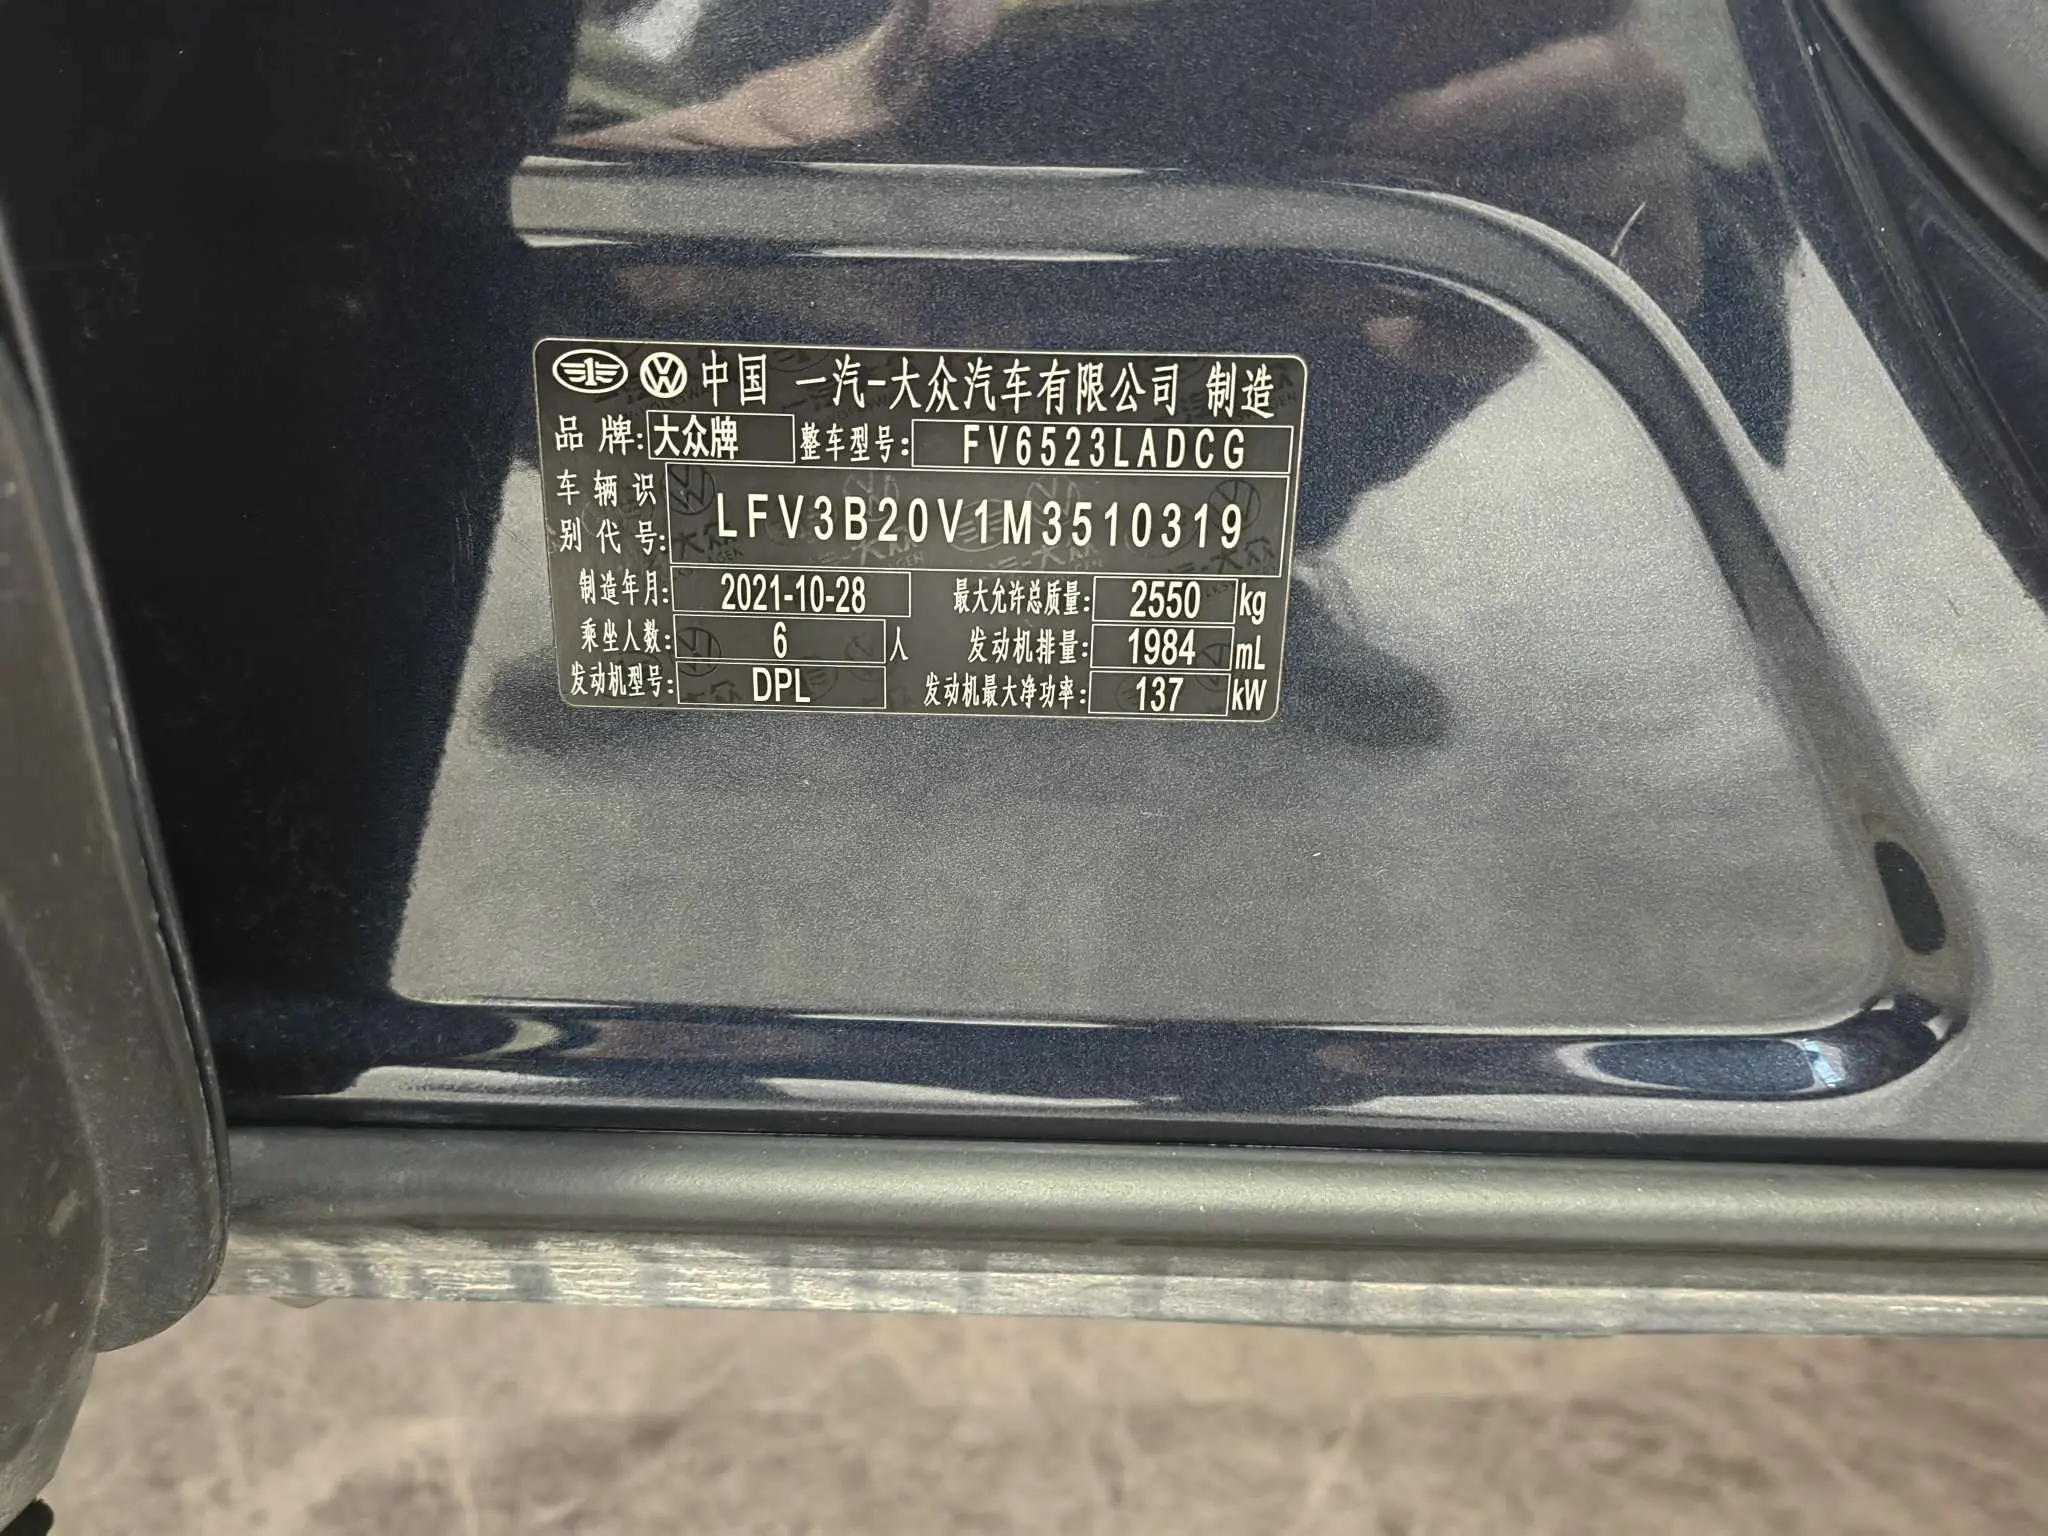 中国 一汽-大众汽车有限公司 制造
品牌: 大众牌 整车型号: FV6523LADCG
车辆识别代号: LFV3B20V1M3510319
制造年月: 2021-10-28 最大允许总质量: 2550 kg
乘坐人数: 6 人 发动机排量: 1984 mL
发动机型号: DPL 发动机最大净功率: 137 kW